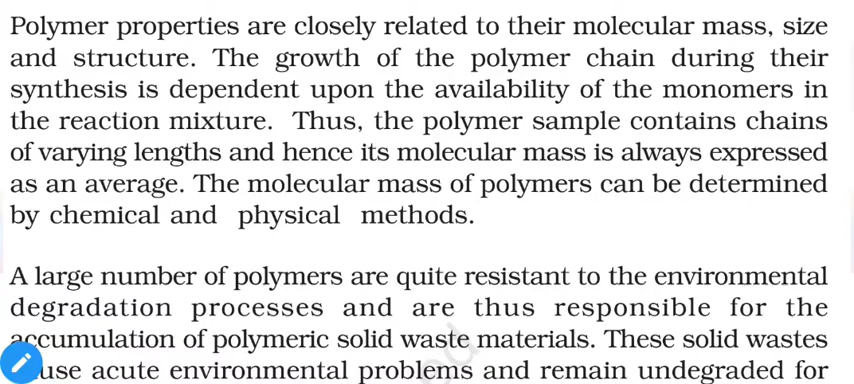 Polymer properties are closely related to their molecular mass, size
and structure. The growth of the polymer chain during their
synthesis is dependent upon the availability of the monomers in
the reaction mixture. Thus, the polymer sample contains chains
of varying lengths and hence its molecular mass is always expressed
as an average. The molecular mass of polymers can be determined
by chemical and physical methods.
A large number of polymers are quite resistant to the environmental
degradation processes and are thus responsible for the
accumulation of polymeric solid waste materials. These solid wastes
acute environmental problems and remain undegraded for